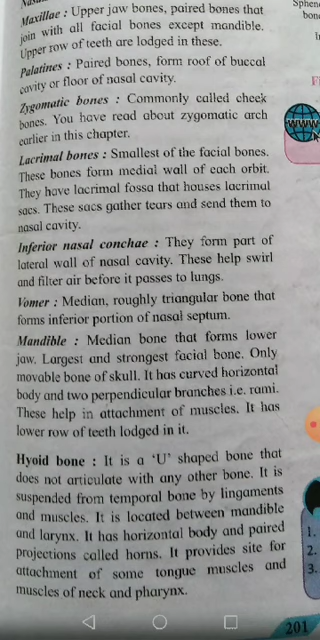 Maxillae : Upper jaw bones, paired bones that
join with all facial bones except mandible.
Upper row of teeth are lodged in these.
Palatines : Paired bones, form roof of buccal
cavity or floor of nasal cavity.
Zygomatic bones : Commonly called cheek
bones. You have read about zygomatic arch
earlier in this chapter.
Lacrimal bones : Smallest of the facial bones.
These bones form medial wall of each orbit.
They have lacrimal fossa that houses lacrimal
sacs. These sacs gather tears and send them to
nasal cavity.
Inferior nasal conchae : They form part of
lateral wall of nasal cavity. These help swirl
and filter air before it passes to lungs.
Vomer : Median, roughly triangular bone that
forms inferior portion of nasal septum.
Mandible : Median bone that forms lower
jaw. Largest and strongest facial bone. Only
movable bone of skull. It has curved horizontal
body and two perpendicular branches i.e. rami.
These help in attachment of muscles. It has
lower row of teeth lodged in it.
Hyoid bone : It is a ‘U’ shaped bone that
does not articulate with any other bone. It is
suspended from temporal bone by lingaments
and muscles. It is located between mandible
and larynx. It has horizontal body and paired
projections called horns. It provides site for
attachment of some tongue muscles and
muscles of neck and pharynx.
Sphen
bon
www
1.
2.
3.
201